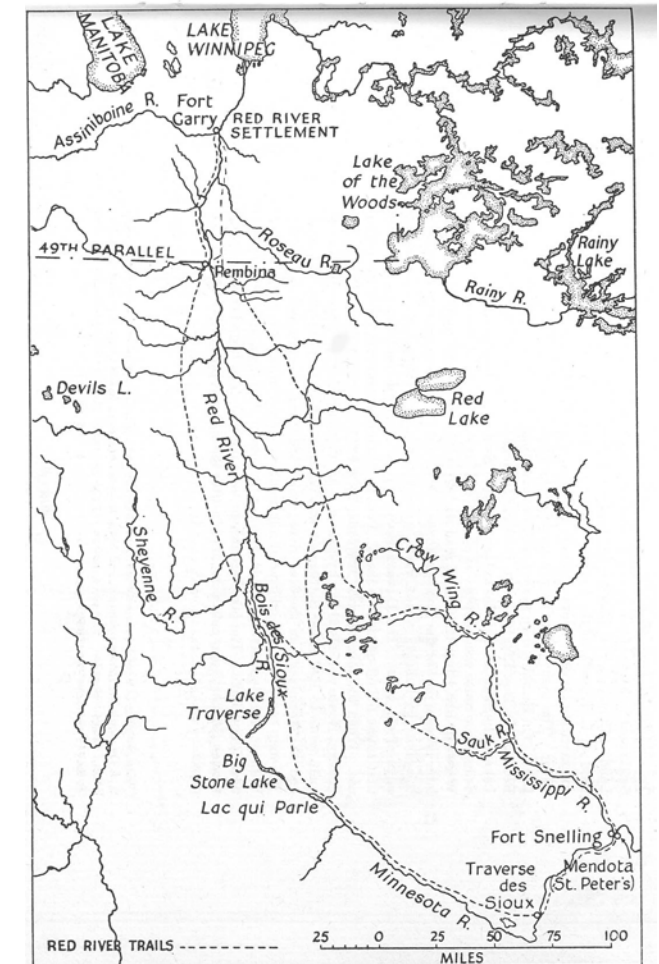 LAKE
MANITOBA
LAKE
WINNIPEG
Assiniboine R.
Fort
Garry
RED RIVER
SETTLEMENT
Lake
of the
Woods
49TH PARALLEL
Pembina
Roseau R.
Rainy
Lake
Rainy R.
Devils L.
Red River
Red
Lake
Sheyenne R.
Crow Wing R.
Bois des Sioux R.
Lake
Traverse
Sauk R.
Big
Stone Lake
Mississippi R.
Lac qui Parle
Fort Snelling
Minnesota R.
Traverse
des
Sioux
Mendota
(St. Peter's)
RED RIVER TRAILS
25 0 25 50 75 100
MILES